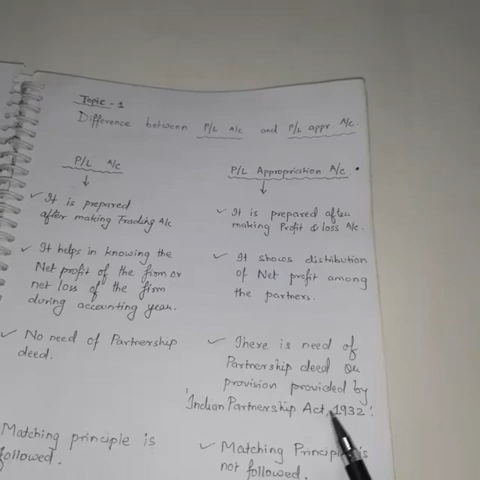 Topic - 1
Difference between P/L A/c and P/L appr A/c.
P/L A/c
It is prepared
after making Trading A/c
It helps in knowing the
Net profit of the firm or
net loss of the firm
during accounting year.
No need of Partnership
deed.
Matching principle is
followed.
P/L Appropriation A/c
It is prepared after
making Profit & loss A/c.
It shows distribution
of Net profit among
the partners.
There is need of
Partnership deed or
provision provided by
'Indian Partnership Act, 1932'.
Matching Principle is
not followed.